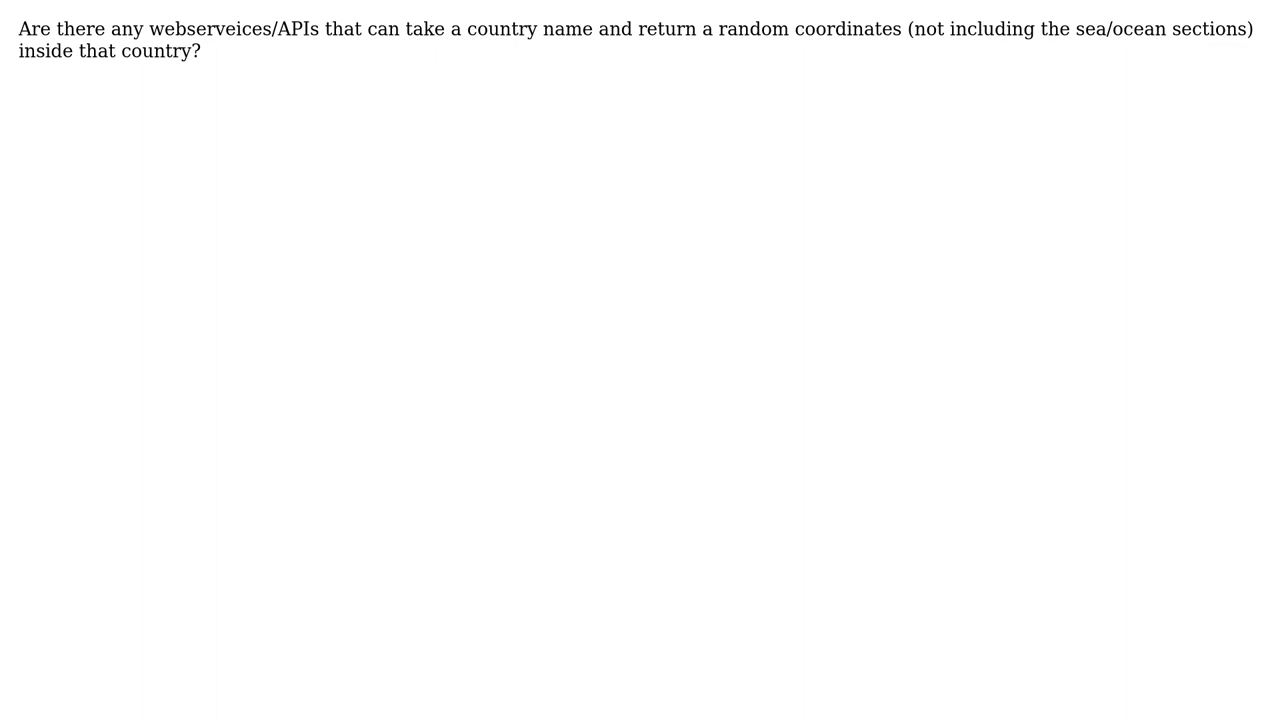 Are there any webserveices/APIs that can take a country name and return a random coordinates (not including the sea/ocean sections)
inside that country?